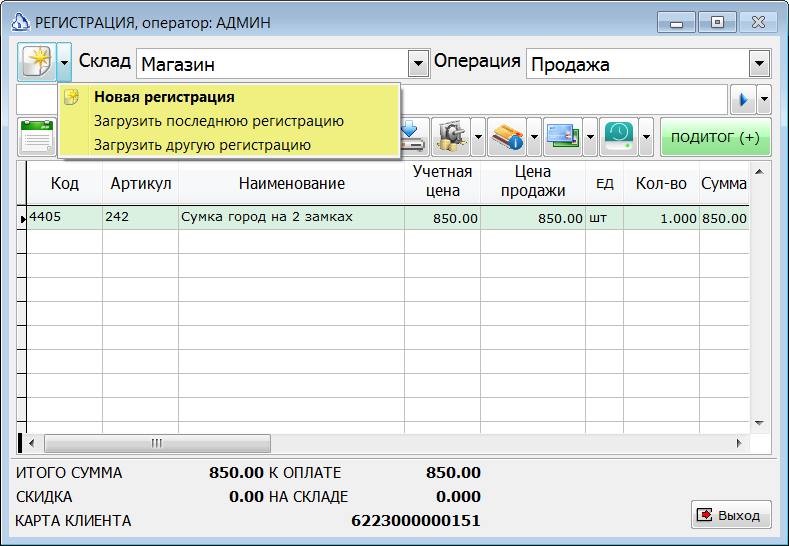 РЕГИСТРАЦИЯ, оператор: АДМИН
Склад Магазин Операция Продажа
Новая регистрация
Загрузить последнюю регистрацию
Загрузить другую регистрацию
ПОДИТОГ (+)
Код Артикул Наименование Учетная цена Цена продажи ЕД Кол-во Сумма
4405 242 Сумка город на 2 замках 850.00 850.00 шт 1.000 850.00
ИТОГО СУММА 850.00 К ОПЛАТЕ 850.00
СКИДКА 0.00 НА СКЛАДЕ 0.000
КАРТА КЛИЕНТА 6223000000151
Выход